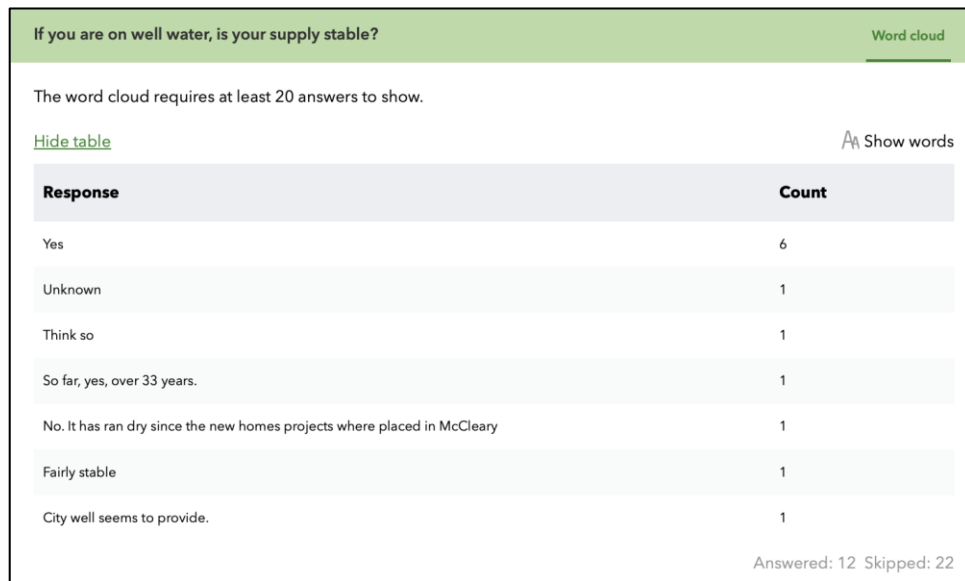 If you are on well water, is your supply stable? Word cloud
The word cloud requires at least 20 answers to show.
Hide table AA Show words
Response Count
Yes 6
Unknown 1
Think so 1
So far, yes, over 33 years. 1
No. It has ran dry since the new homes projects where placed in McCleary 1
Fairly stable 1
City well seems to provide. 1
Answered: 12 Skipped: 22